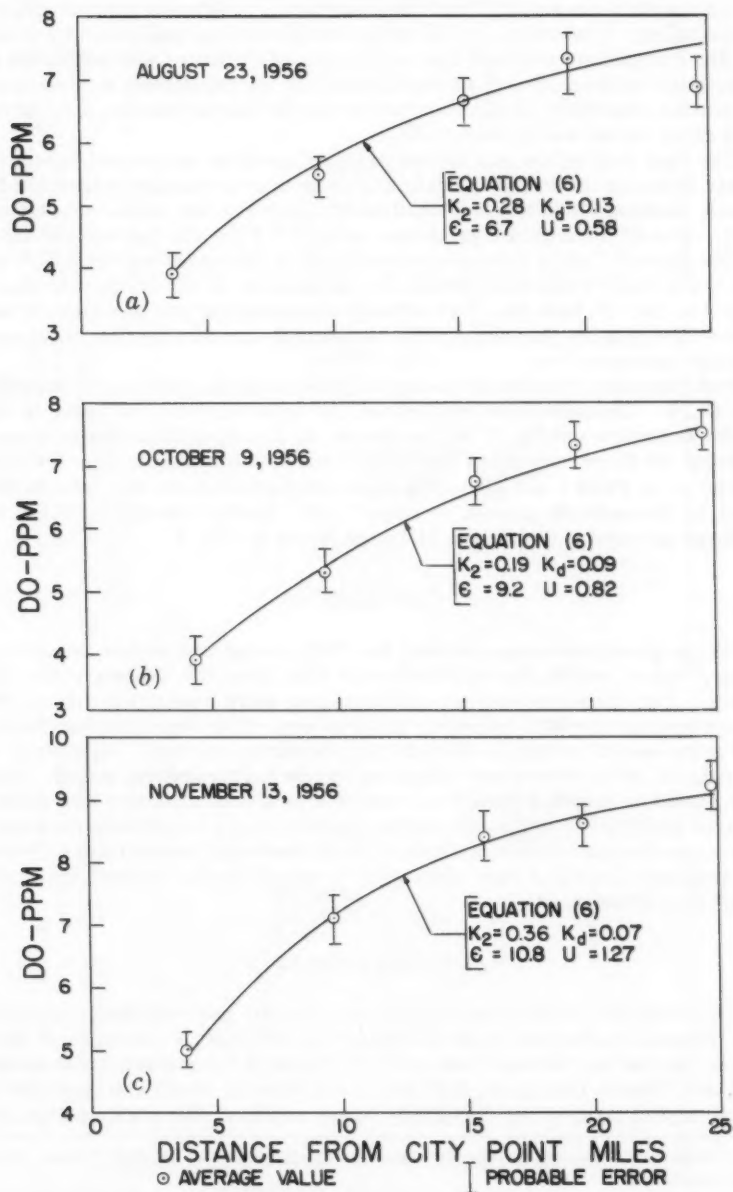 8
7
6
5
4
3
DO-PPM
AUGUST 23, 1956
EQUATION (6)
K₂=0.28 K_d=0.13
Є = 6.7 U = 0.58
(a)
8
7
6
5
4
3
DO-PPM
OCTOBER 9, 1956
EQUATION (6)
K₂=0.19 K_d=0.09
Є = 9.2 U = 0.82
(b)
10
9
8
7
6
5
4
DO-PPM
NOVEMBER 13, 1956
EQUATION (6)
K₂=0.36 K_d=0.07
Є = 10.8 U = 1.27
(c)
0 5 10 15 20 25
DISTANCE FROM CITY POINT MILES
⊙ AVERAGE VALUE I PROBABLE ERROR